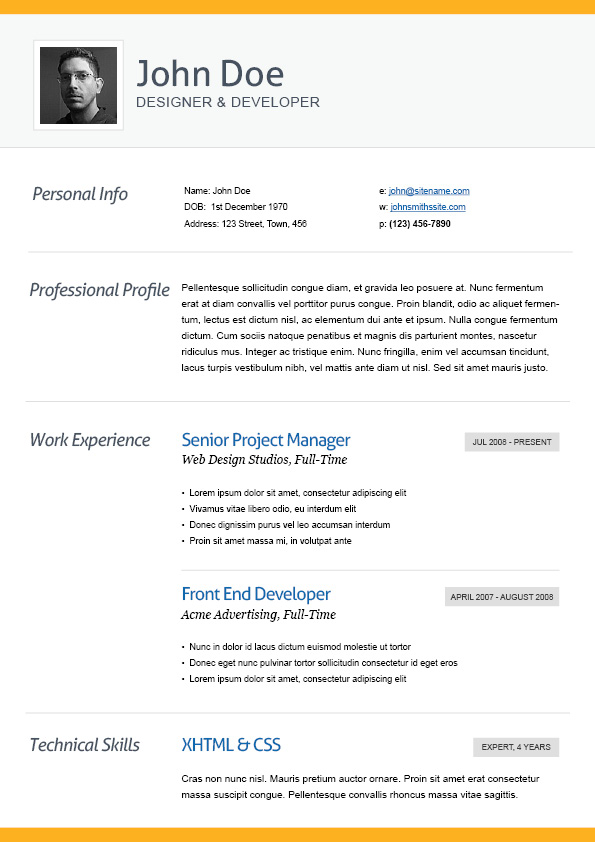 John Doe
DESIGNER & DEVELOPER
Personal Info
Name: John Doe
DOB: 1st December 1970
Address: 123 Street, Town, 456
e: john@sitename.com
w: johnsmithssite.com
p: (123) 456-7890
Professional Profile
Pellentesque sollicitudin congue diam, et gravida leo posuere at. Nunc fermentum
erat at diam convallis vel porttitor purus congue. Proin blandit, odio ac aliquet fermen-
tum, lectus est dictum nisl, ac elementum dui ante et ipsum. Nulla congue fermentum
dictum. Cum sociis natoque penatibus et magnis dis parturient montes, nascetur
ridiculus mus. Integer ac tristique enim. Nunc fringilla, enim vel accumsan tincidunt,
lacus turpis vestibulum nibh, vel mattis ante diam ut nisl. Sed sit amet mauris justo.
Work Experience
Senior Project Manager
JUL 2008 - PRESENT
Web Design Studios, Full-Time
• Lorem ipsum dolor sit amet, consectetur adipiscing elit
• Vivamus vitae libero odio, eu interdum elit
• Donec dignissim purus vel leo accumsan interdum
• Proin sit amet massa mi, in volutpat ante
Front End Developer
APRIL 2007 - AUGUST 2008
Acme Advertising, Full-Time
• Nunc in dolor id lacus dictum euismod molestie ut tortor
• Donec eget nunc pulvinar tortor sollicitudin consectetur id eget eros
• Lorem ipsum dolor sit amet, consectetur adipiscing elit
Technical Skills
XHTML & CSS
EXPERT, 4 YEARS
Cras non nunc nisl. Mauris pretium auctor ornare. Proin sit amet erat consectetur
massa suscipit congue. Pellentesque convallis rhoncus massa vitae sagittis.